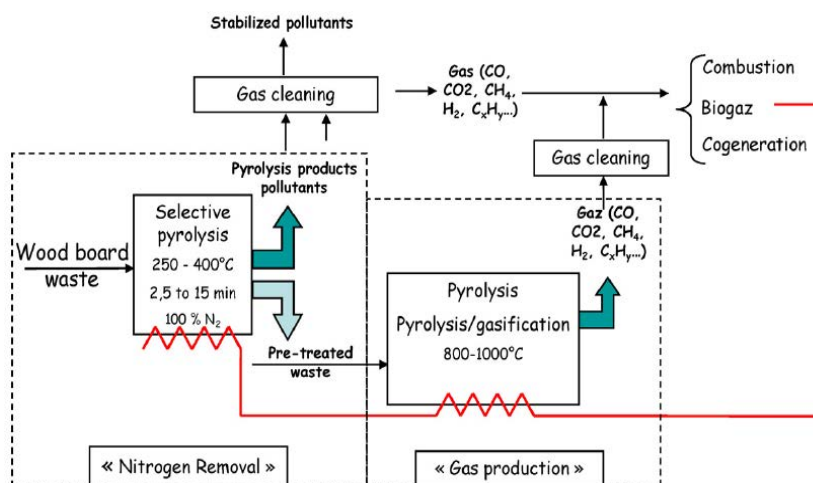 Stabilized pollutants
Gas cleaning
Gas (CO,
CO2, CH₄,
H₂, CₓHᵧ...)
Combustion
Biogaz
Cogeneration
Gas cleaning
Pyrolysis products
pollutants
Selective
pyrolysis
250 - 400°C
2,5 to 15 min
100 % N₂
Wood board
waste
Gaz (CO,
CO2, CH₄,
H₂, CₓHᵧ...)
Pyrolysis
Pyrolysis/gasification
800-1000°C
Pre-treated
waste
« Nitrogen Removal »
« Gas production »